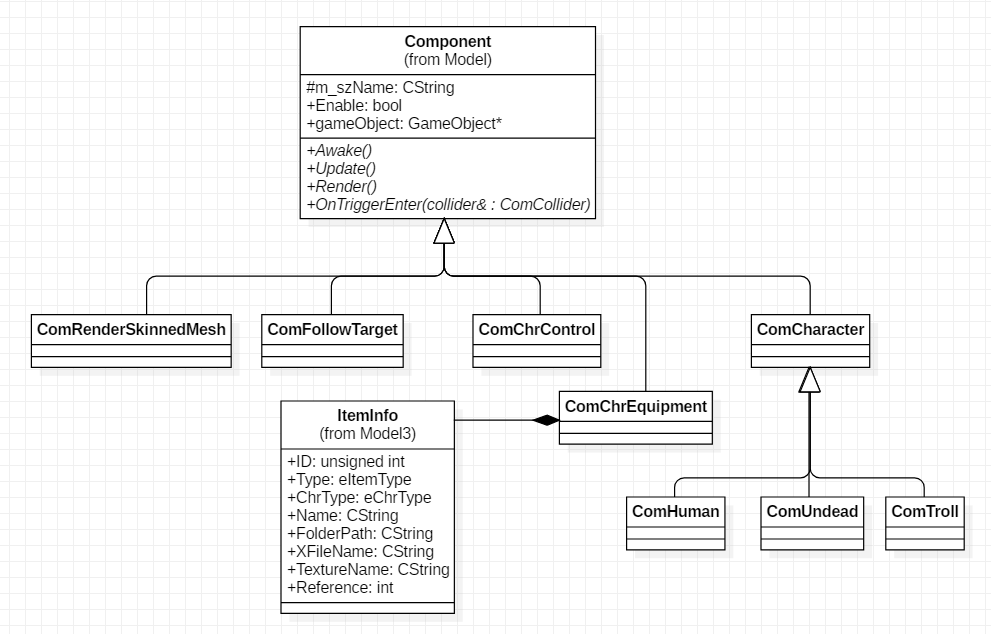 Component
(from Model)
#m_szName: CString
+Enable: bool
+gameObject: GameObject*
+Awake()
+Update()
+Render()
+OnTriggerEnter(collider& : ComCollider)
ComRenderSkinnedMesh
ComFollowTarget
ComChrControl
ComCharacter
ComChrEquipment
ItemInfo
(from Model3)
+ID: unsigned int
+Type: eItemType
+ChrType: eChrType
+Name: CString
+FolderPath: CString
+XFileName: CString
+TextureName: CString
+Reference: int
ComHuman
ComUndead
ComTroll